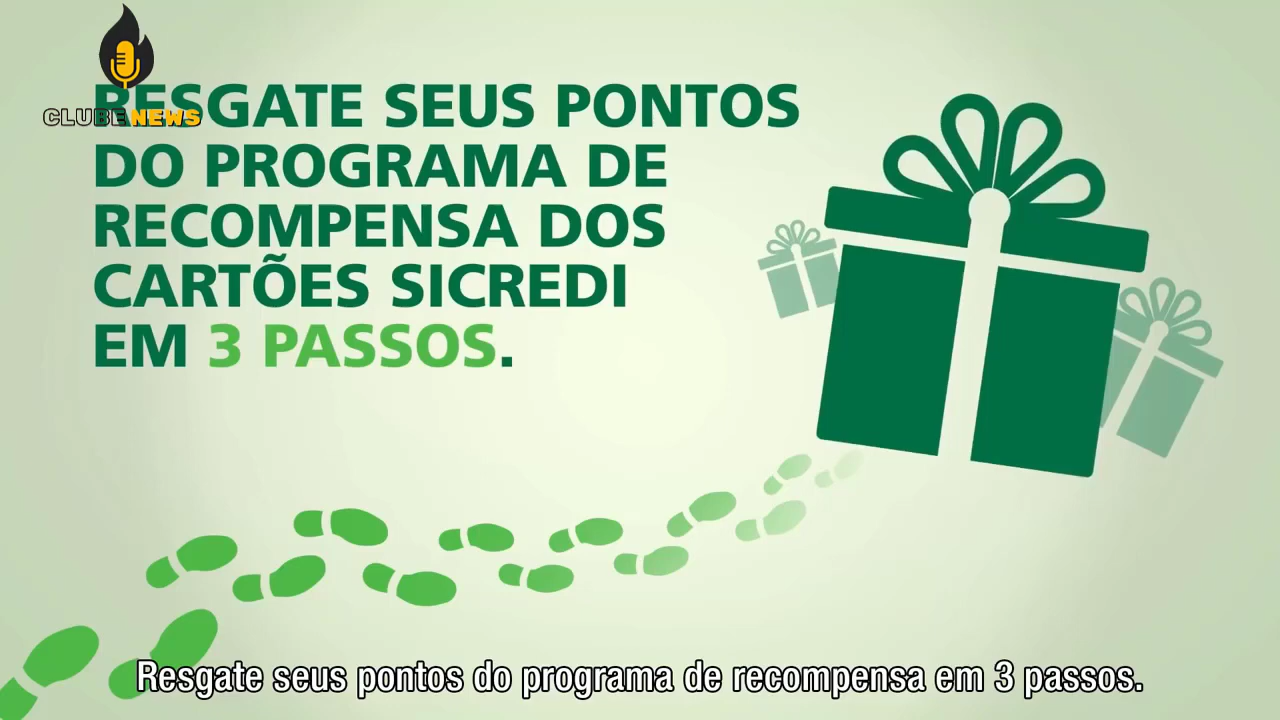 CLUBE NEWS
RESGATE SEUS PONTOS
DO PROGRAMA DE
RECOMPENSA DOS
CARTÕES SICREDI
EM 3 PASSOS.
Resgate seus pontos do programa de recompensa em 3 passos.